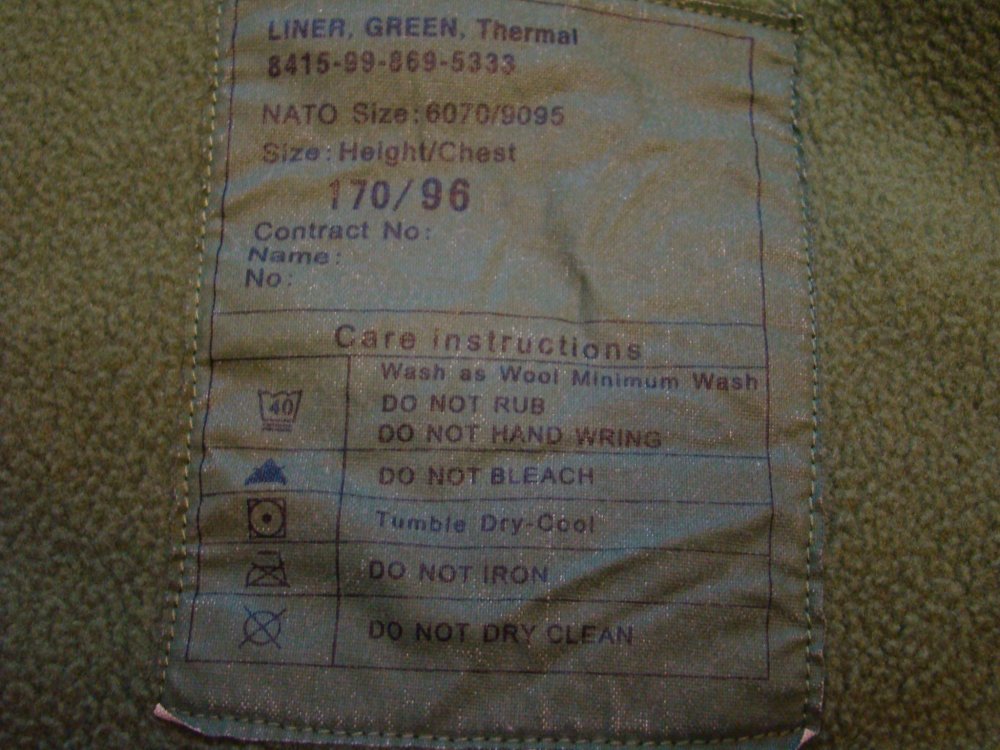 LINER, GREEN, Thermal
8415-99-869-5333
NATO Size:6070/9095
Size:Height/Chest
170/96
Contract No:
Name:
No:
Care instructions
Wash as Wool Minimum Wash
40
DO NOT RUB
DO NOT HAND WRING
DO NOT BLEACH
Tumble Dry-Cool
DO NOT IRON
DO NOT DRY CLEAN